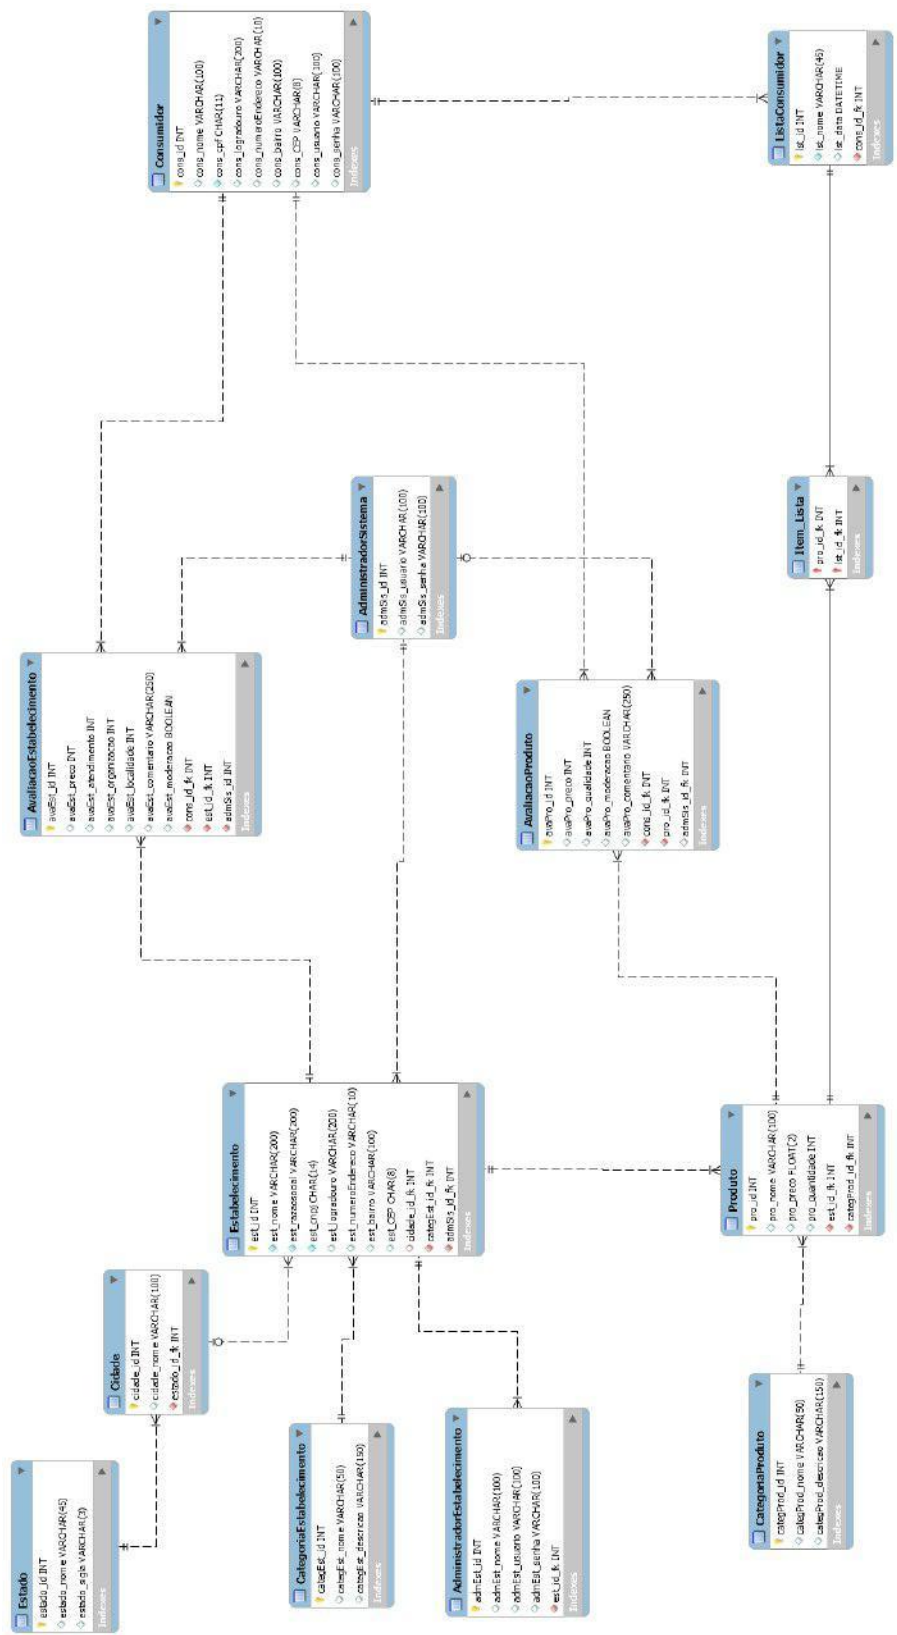 Estado
estado_id INT
estado_nome VARCHAR(45)
estado_sigla VARCHAR(3)
Indexes
Cidade
cidade_id INT
cidade_nome VARCHAR(100)
estado_id_fk INT
Indexes
CategoriaEstabelecimento
categEst_id INT
categEst_nome VARCHAR(50)
categEst_descricao VARCHAR(150)
Indexes
AdministradorEstabelecimento
admEst_id INT
admEst_nome VARCHAR(100)
admEst_usuario VARCHAR(100)
admEst_senha VARCHAR(100)
est_id_fk INT
Indexes
CategoriaProduto
categProd_id INT
categProd_nome VARCHAR(50)
categProd_descricao VARCHAR(150)
Indexes
Estabelecimento
est_id INT
est_nome VARCHAR(200)
est_razaosocial VARCHAR(200)
est_cnpj CHAR(14)
est_logradouro VARCHAR(200)
est_numeroEndereco VARCHAR(10)
est_bairro VARCHAR(100)
est_CEP CHAR(8)
cidade_id_fk INT
categEst_id_fk INT
admSis_id_fk INT
Indexes
Produto
pro_id INT
pro_nome VARCHAR(100)
pro_preco FLOAT(2)
pro_quantidade INT
est_id_fk INT
categProd_id_fk INT
Indexes
AvaliacaoEstabelecimento
avaEst_id INT
avaEst_preco INT
avaEst_atendimento INT
avaEst_organizacao INT
avaEst_localidade INT
avaEst_comentario VARCHAR(250)
avaEst_moderacao BOOLEAN
cons_id_fk INT
est_id_fk INT
admSis_id INT
Indexes
AdministradorSistema
admSis_id INT
admSis_usuario VARCHAR(100)
admSis_senha VARCHAR(100)
Indexes
AvaliacaoProduto
avaPro_id INT
avaPro_preco INT
avaPro_qualidade INT
avaPro_moderacao BOOLEAN
avaPro_comentario VARCHAR(250)
cons_id_fk INT
pro_id_fk INT
admSis_id_fk INT
Indexes
Item_Lista
pro_id_fk INT
lst_id_fk INT
Indexes
Consumidor
cons_id INT
cons_nome VARCHAR(100)
cons_cpf CHAR(11)
cons_logradouro VARCHAR(200)
cons_numeroEndereco VARCHAR(10)
cons_bairro VARCHAR(100)
cons_CEP VARCHAR(8)
cons_usuario VARCHAR(100)
cons_senha VARCHAR(100)
Indexes
ListaConsumidor
lst_id INT
lst_nome VARCHAR(45)
lst_data DATETIME
cons_id_fk INT
Indexes